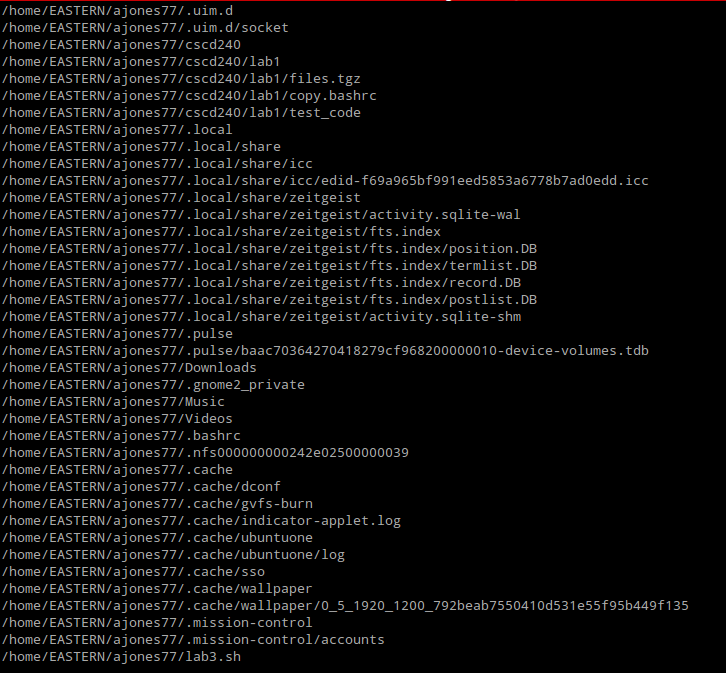 /home/EASTERN/ajones77/.uim.d
/home/EASTERN/ajones77/.uim.d/socket
/home/EASTERN/ajones77/cscd240
/home/EASTERN/ajones77/cscd240/lab1
/home/EASTERN/ajones77/cscd240/lab1/files.tgz
/home/EASTERN/ajones77/cscd240/lab1/copy.bashrc
/home/EASTERN/ajones77/cscd240/lab1/test_code
/home/EASTERN/ajones77/.local
/home/EASTERN/ajones77/.local/share
/home/EASTERN/ajones77/.local/share/icc
/home/EASTERN/ajones77/.local/share/icc/edid-f69a965bf991eed5853a6778b7ad0edd.icc
/home/EASTERN/ajones77/.local/share/zeitgeist
/home/EASTERN/ajones77/.local/share/zeitgeist/activity.sqlite-wal
/home/EASTERN/ajones77/.local/share/zeitgeist/fts.index
/home/EASTERN/ajones77/.local/share/zeitgeist/fts.index/position.DB
/home/EASTERN/ajones77/.local/share/zeitgeist/fts.index/termlist.DB
/home/EASTERN/ajones77/.local/share/zeitgeist/fts.index/record.DB
/home/EASTERN/ajones77/.local/share/zeitgeist/fts.index/postlist.DB
/home/EASTERN/ajones77/.local/share/zeitgeist/activity.sqlite-shm
/home/EASTERN/ajones77/.pulse
/home/EASTERN/ajones77/.pulse/baac70364270418279cf968200000010-device-volumes.tdb
/home/EASTERN/ajones77/Downloads
/home/EASTERN/ajones77/.gnome2_private
/home/EASTERN/ajones77/Music
/home/EASTERN/ajones77/Videos
/home/EASTERN/ajones77/.bashrc
/home/EASTERN/ajones77/.nfs000000000242e02500000039
/home/EASTERN/ajones77/.cache
/home/EASTERN/ajones77/.cache/dconf
/home/EASTERN/ajones77/.cache/gvfs-burn
/home/EASTERN/ajones77/.cache/indicator-applet.log
/home/EASTERN/ajones77/.cache/ubuntuone
/home/EASTERN/ajones77/.cache/ubuntuone/log
/home/EASTERN/ajones77/.cache/sso
/home/EASTERN/ajones77/.cache/wallpaper
/home/EASTERN/ajones77/.cache/wallpaper/0_5_1920_1200_792beab7550410d531e55f95b449f135
/home/EASTERN/ajones77/.mission-control
/home/EASTERN/ajones77/.mission-control/accounts
/home/EASTERN/ajones77/lab3.sh